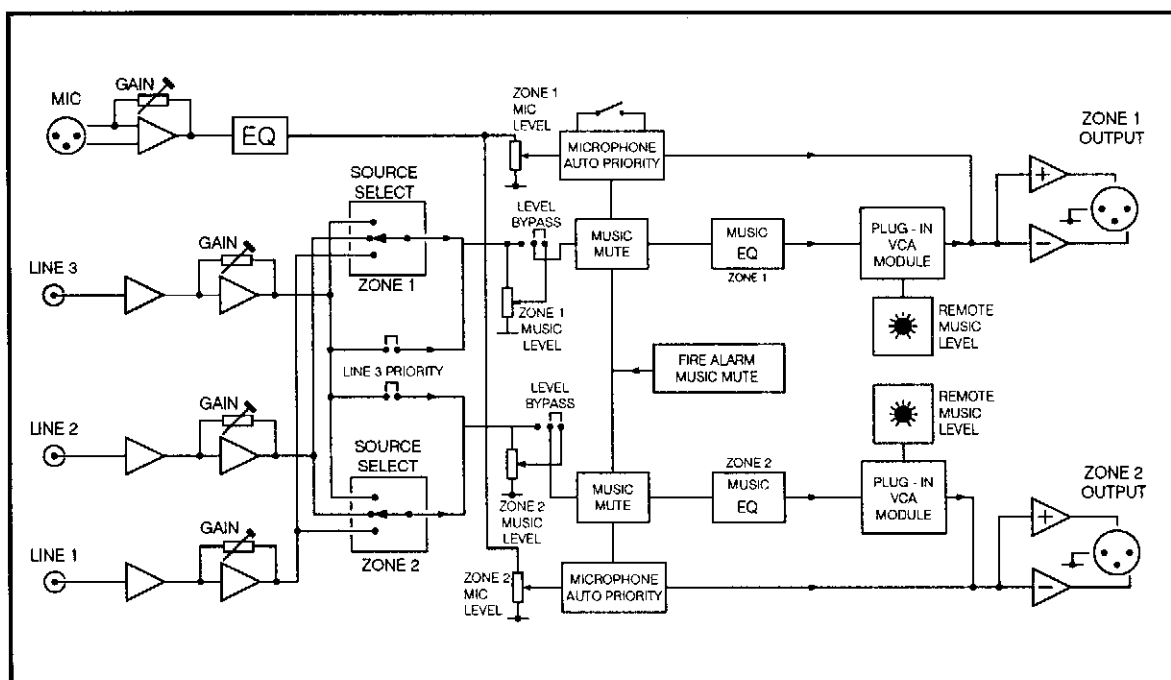 GAIN
MIC
EQ
ZONE 1
MIC
LEVEL
MICROPHONE
AUTO PRIORITY
ZONE 1
OUTPUT
+
−
SOURCE
SELECT
ZONE 1
LEVEL
BYPASS
MUSIC
MUTE
MUSIC
EQ
ZONE 1
PLUG - IN
VCA
MODULE
GAIN
LINE 3
ZONE 1
MUSIC
LEVEL
REMOTE
MUSIC
LEVEL
LINE 3 PRIORITY
FIRE ALARM
MUSIC MUTE
GAIN
LINE 2
LEVEL
BYPASS
REMOTE
MUSIC
LEVEL
SOURCE
SELECT
ZONE 2
ZONE 2
MUSIC
LEVEL
MUSIC
MUTE
ZONE 2
MUSIC
EQ
PLUG - IN
VCA
MODULE
ZONE 2
OUTPUT
+
−
GAIN
LINE 1
ZONE 2
MIC
LEVEL
MICROPHONE
AUTO PRIORITY